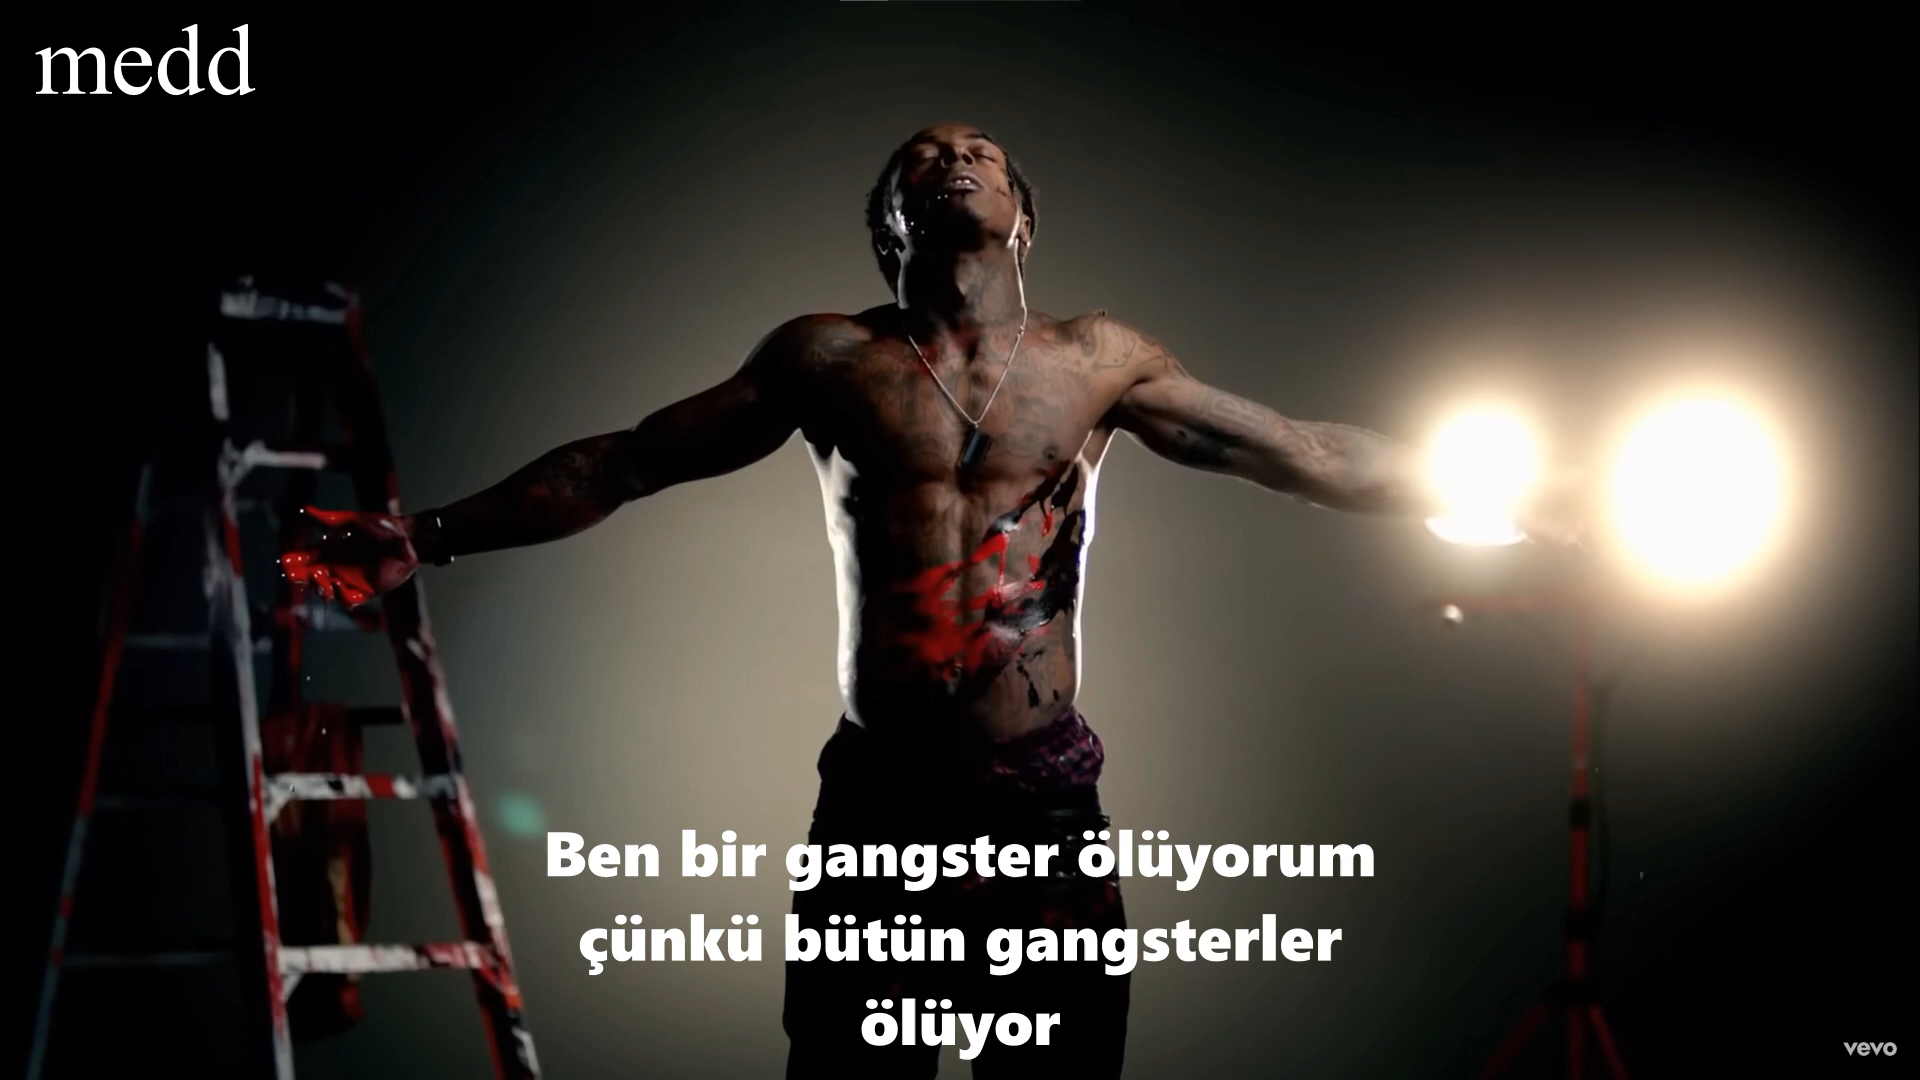 medd
Ben bir gangster ölüyorum
çünkü bütün gangsterler
ölüyor
vevo